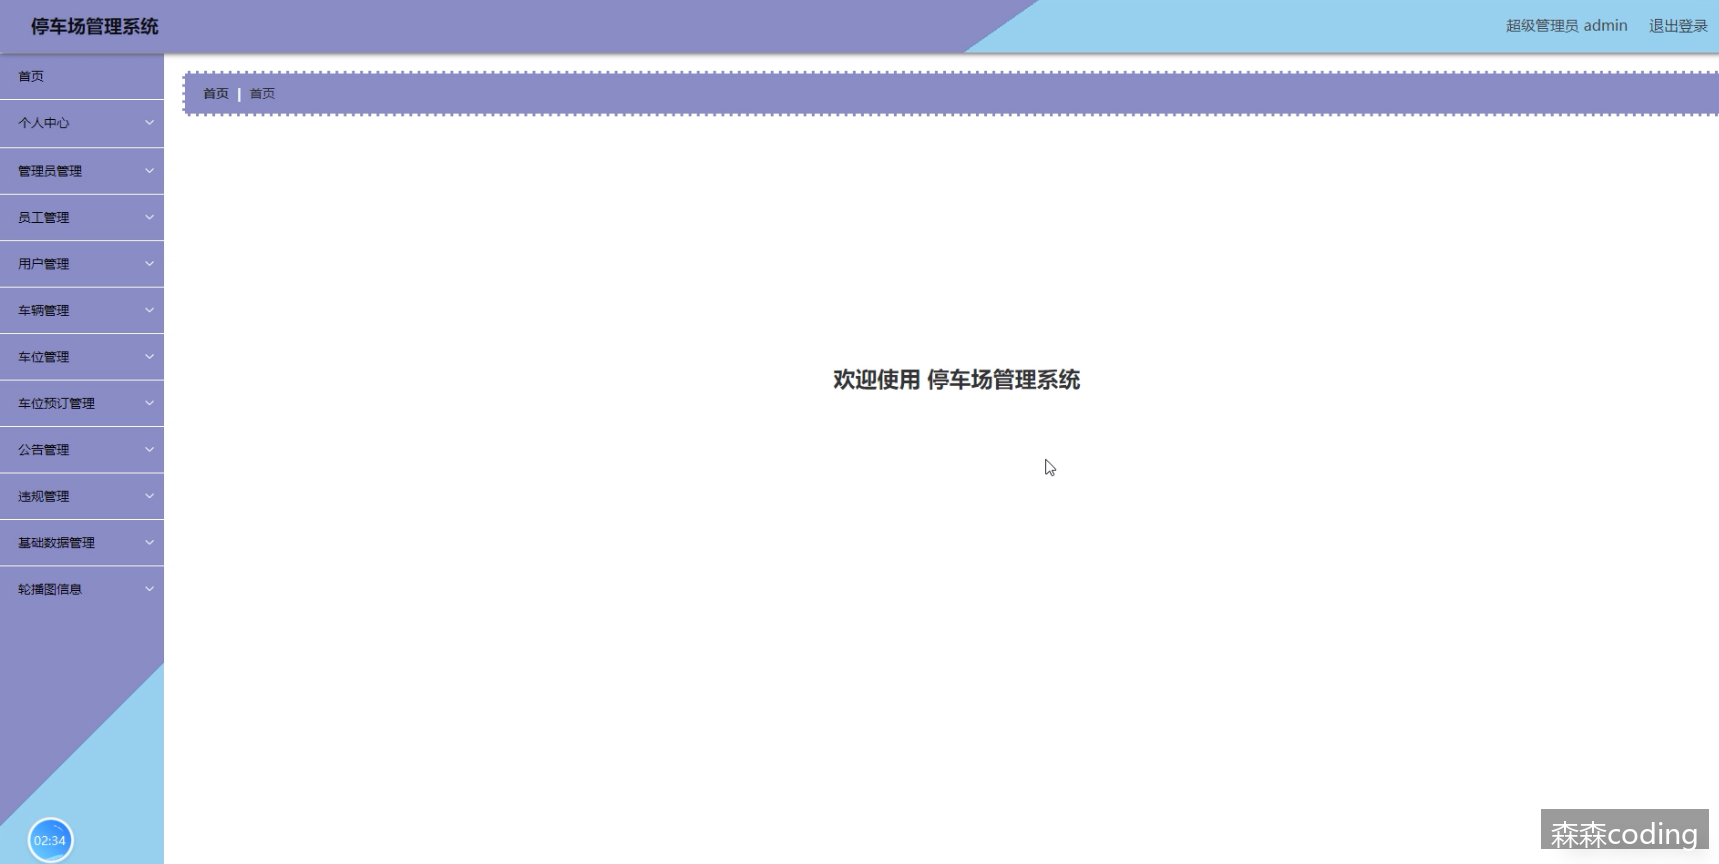 停车场管理系统
超级管理员 admin
退出登录
首页
个人中心
管理员管理
员工管理
用户管理
车辆管理
车位管理
车位预订管理
公告管理
违规管理
基础数据管理
轮播图信息
首页 | 首页
欢迎使用 停车场管理系统
02:34
森森coding